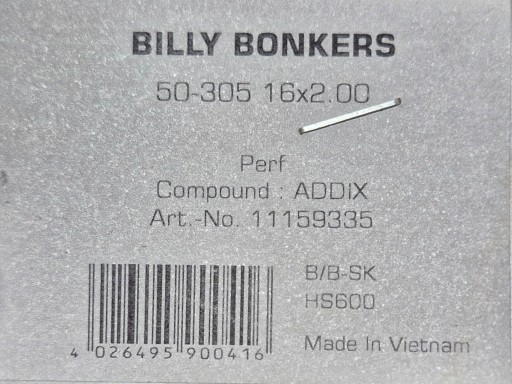 BILLY BONKERS
50-305 16x2.00
Perf
Compound : ADDiX
Art.-No. 11159335
B/B-SK
HS600
Made In Vietnam
4 026495 900416